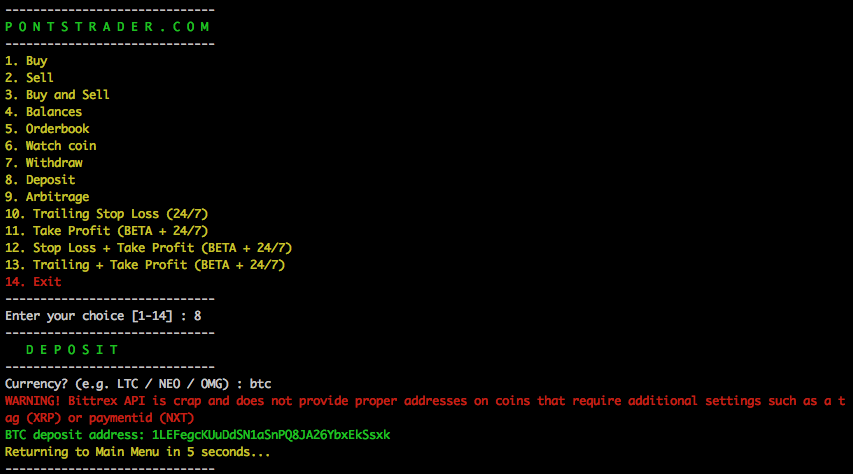 ------------------------------
P O N T S T R A D E R . C O M
------------------------------
1. Buy
2. Sell
3. Buy and Sell
4. Balances
5. Orderbook
6. Watch coin
7. Withdraw
8. Deposit
9. Arbitrage
10. Trailing Stop Loss (24/7)
11. Take Profit (BETA + 24/7)
12. Stop Loss + Take Profit (BETA + 24/7)
13. Trailing + Take Profit (BETA + 24/7)
14. Exit
------------------------------
Enter your choice [1-14] : 8
------------------------------
   D E P O S I T
------------------------------
Currency? (e.g. LTC / NEO / OMG) : btc
WARNING! Bittrex API is crap and does not provide proper addresses on coins that require additional settings such as a t
ag (XRP) or paymentid (NXT)
BTC deposit address: 1LEFegcKUuDdSN1aSnPQ8JA26YbxEkSsxk
Returning to Main Menu in 5 seconds...
------------------------------